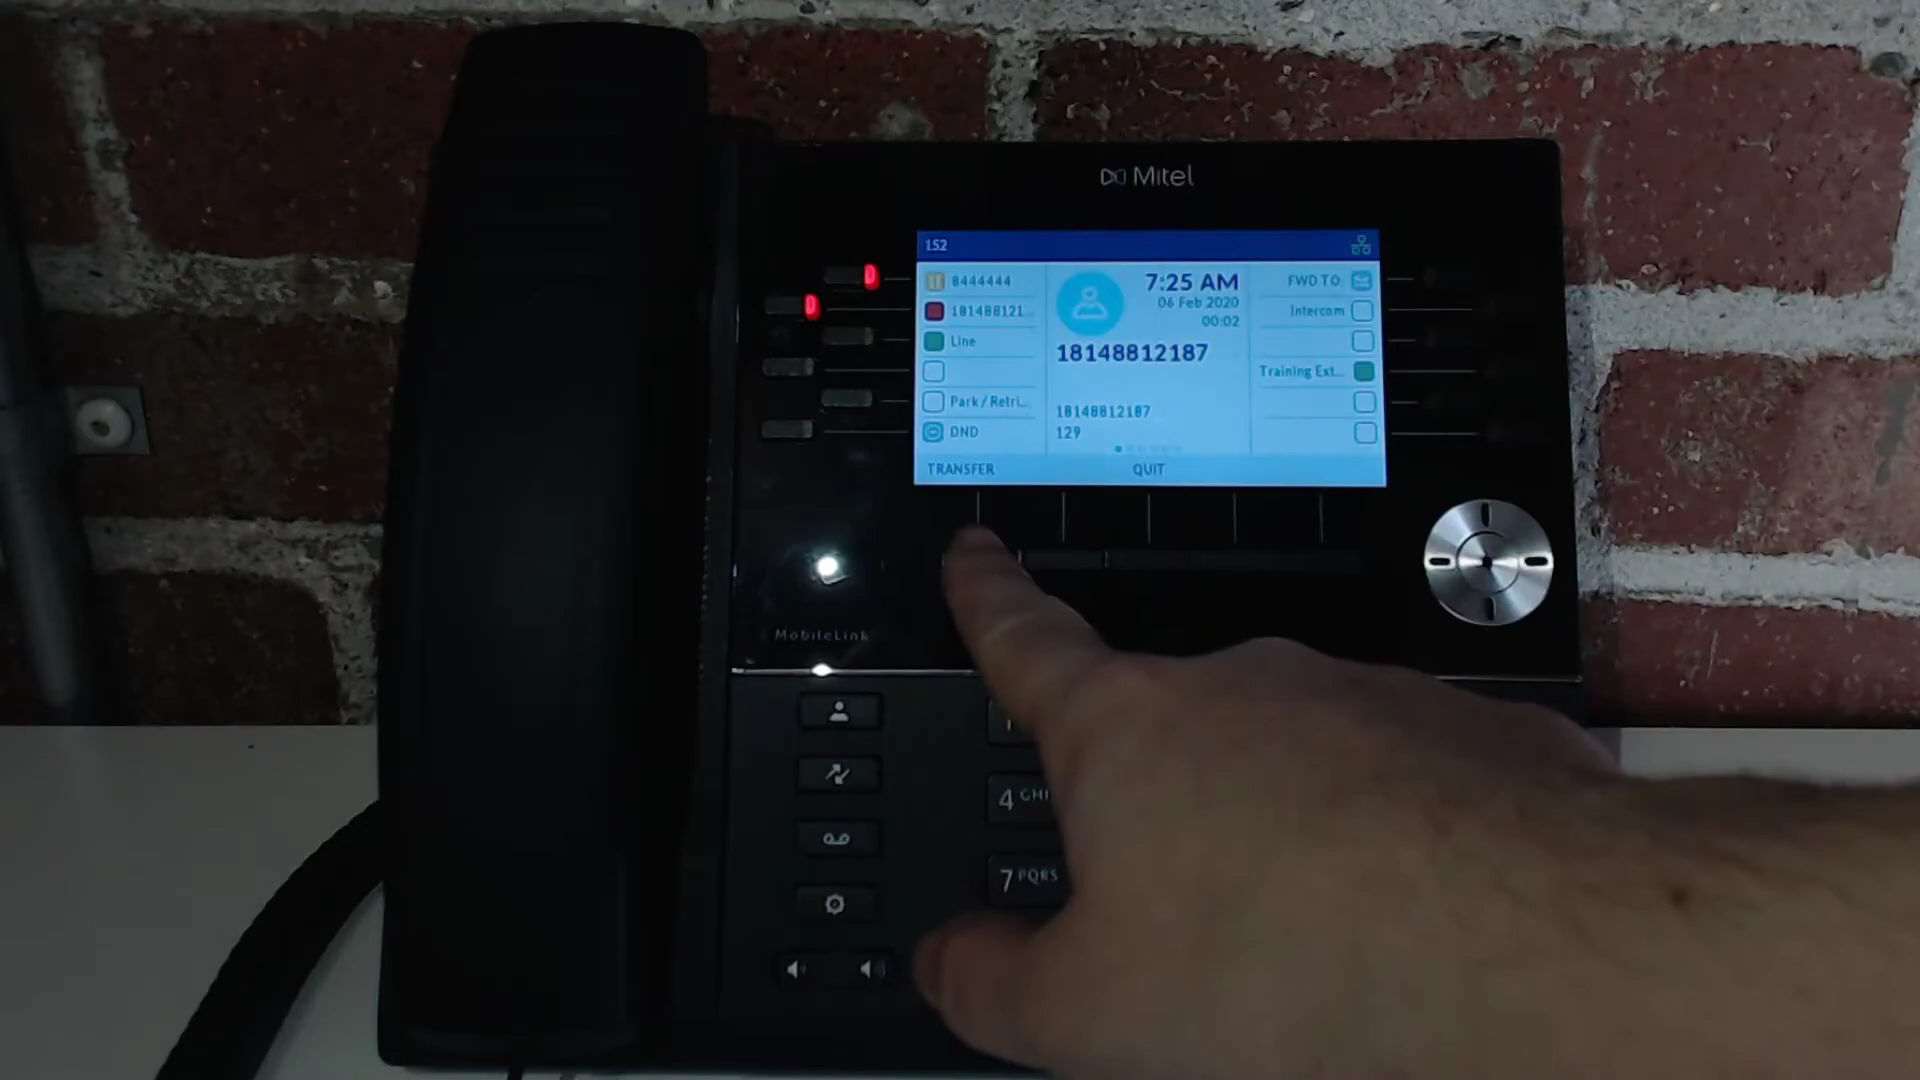 Mitel
152
8444444
7:25 AM
FWD TO
181488121...
06 Feb 2020
Intercom
00:02
Line
18148812187
Training Ext...
Park / Retri...
18148812187
DND
129
TRANSFER
QUIT
MobileLink
4 GHI
7 PQRS